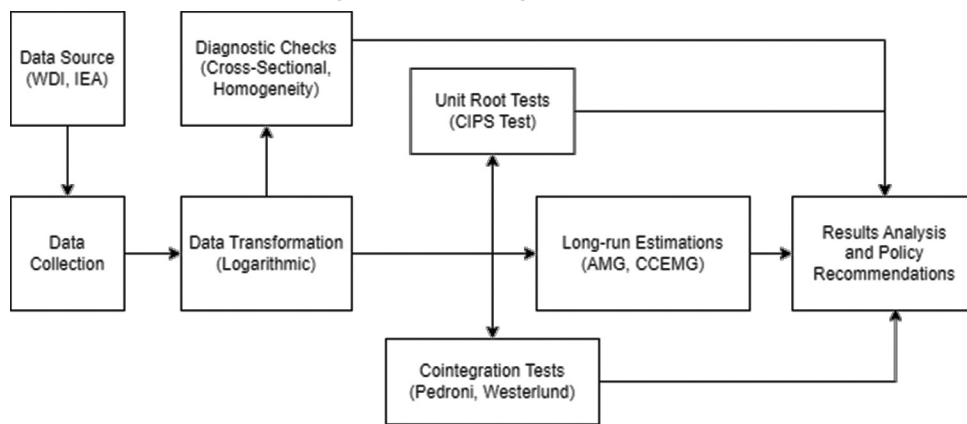 Data Source
(WDI, IEA)
Diagnostic Checks
(Cross-Sectional,
Homogeneity)
Unit Root Tests
(CIPS Test)
Data
Collection
Data Transformation
(Logarithmic)
Long-run Estimations
(AMG, CCEMG)
Results Analysis
and Policy
Recommendations
Cointegration Tests
(Pedroni, Westerlund)